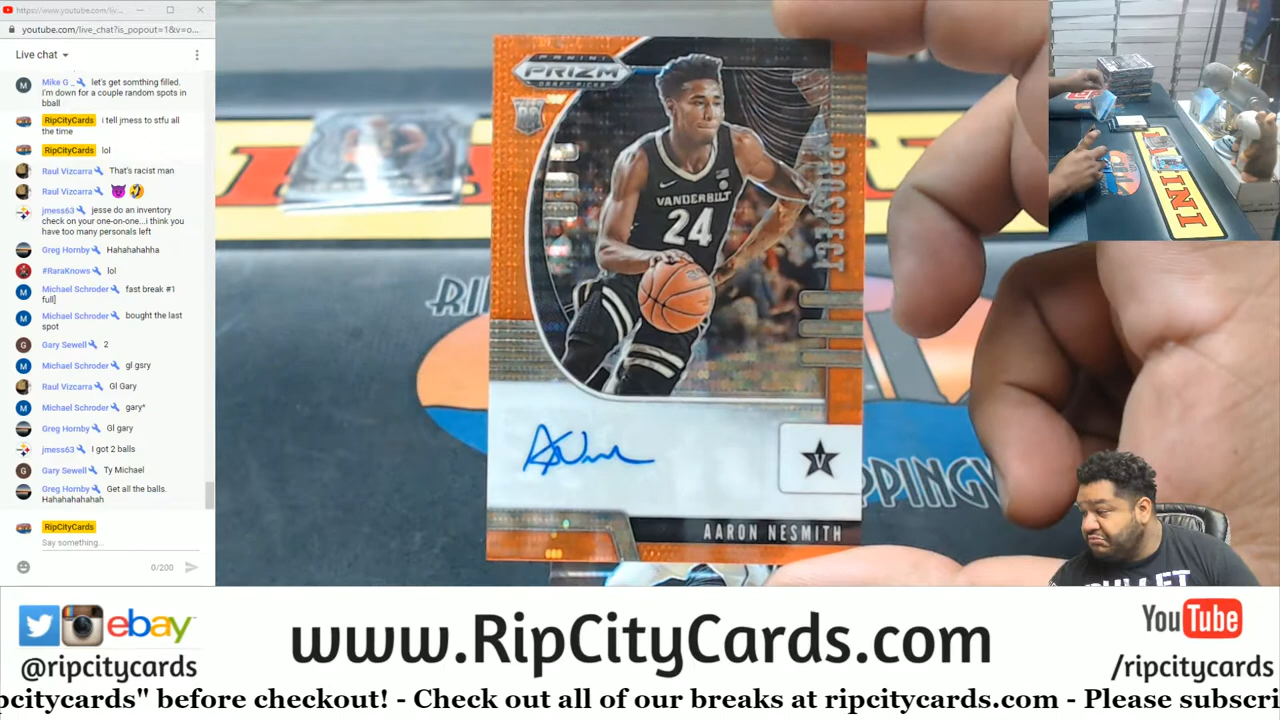 https://www.youtube.com/liv...
youtube.com/live_chat?is_popout=1&v=o...
Live chat
Mike G_ let's get somthing filled.
i'm down for a couple random spots in
bball
RipCityCards i tell jmess to stfu all
the time
RipCityCards lol
Raul Vizcarra That's racist man
Raul Vizcarra
jmess63 jesse do an inventory
check on your one-on-one...i think you
have too many personals left
Greg Hornby Hahahahahha
#RaraKnows lol
Michael Schroder fast break #1
full]
Michael Schroder bought the last
spot
Gary Sewell 2
Michael Schroder gl gsry
Raul Vizcarra Gl Gary
Michael Schroder gary*
Greg Hornby Gl gary
jmess63 I got 2 balls
Gary Sewell Ty Michael
Greg Hornby Get all the balls.
Hahahahahahah
RipCityCards
Say something...
0/200
PANINI
PRIZM
DRAFT PICKS
PROSPECT
VANDERBILT
24
V
AARON NESMITH
RI
PPINGV
PANINI
BULLET
ebay
@ripcitycards
www.RipCityCards.com
YouTube
/ripcitycards
pcitycards" before checkout! - Check out all of our breaks at ripcitycards.com - Please subscri